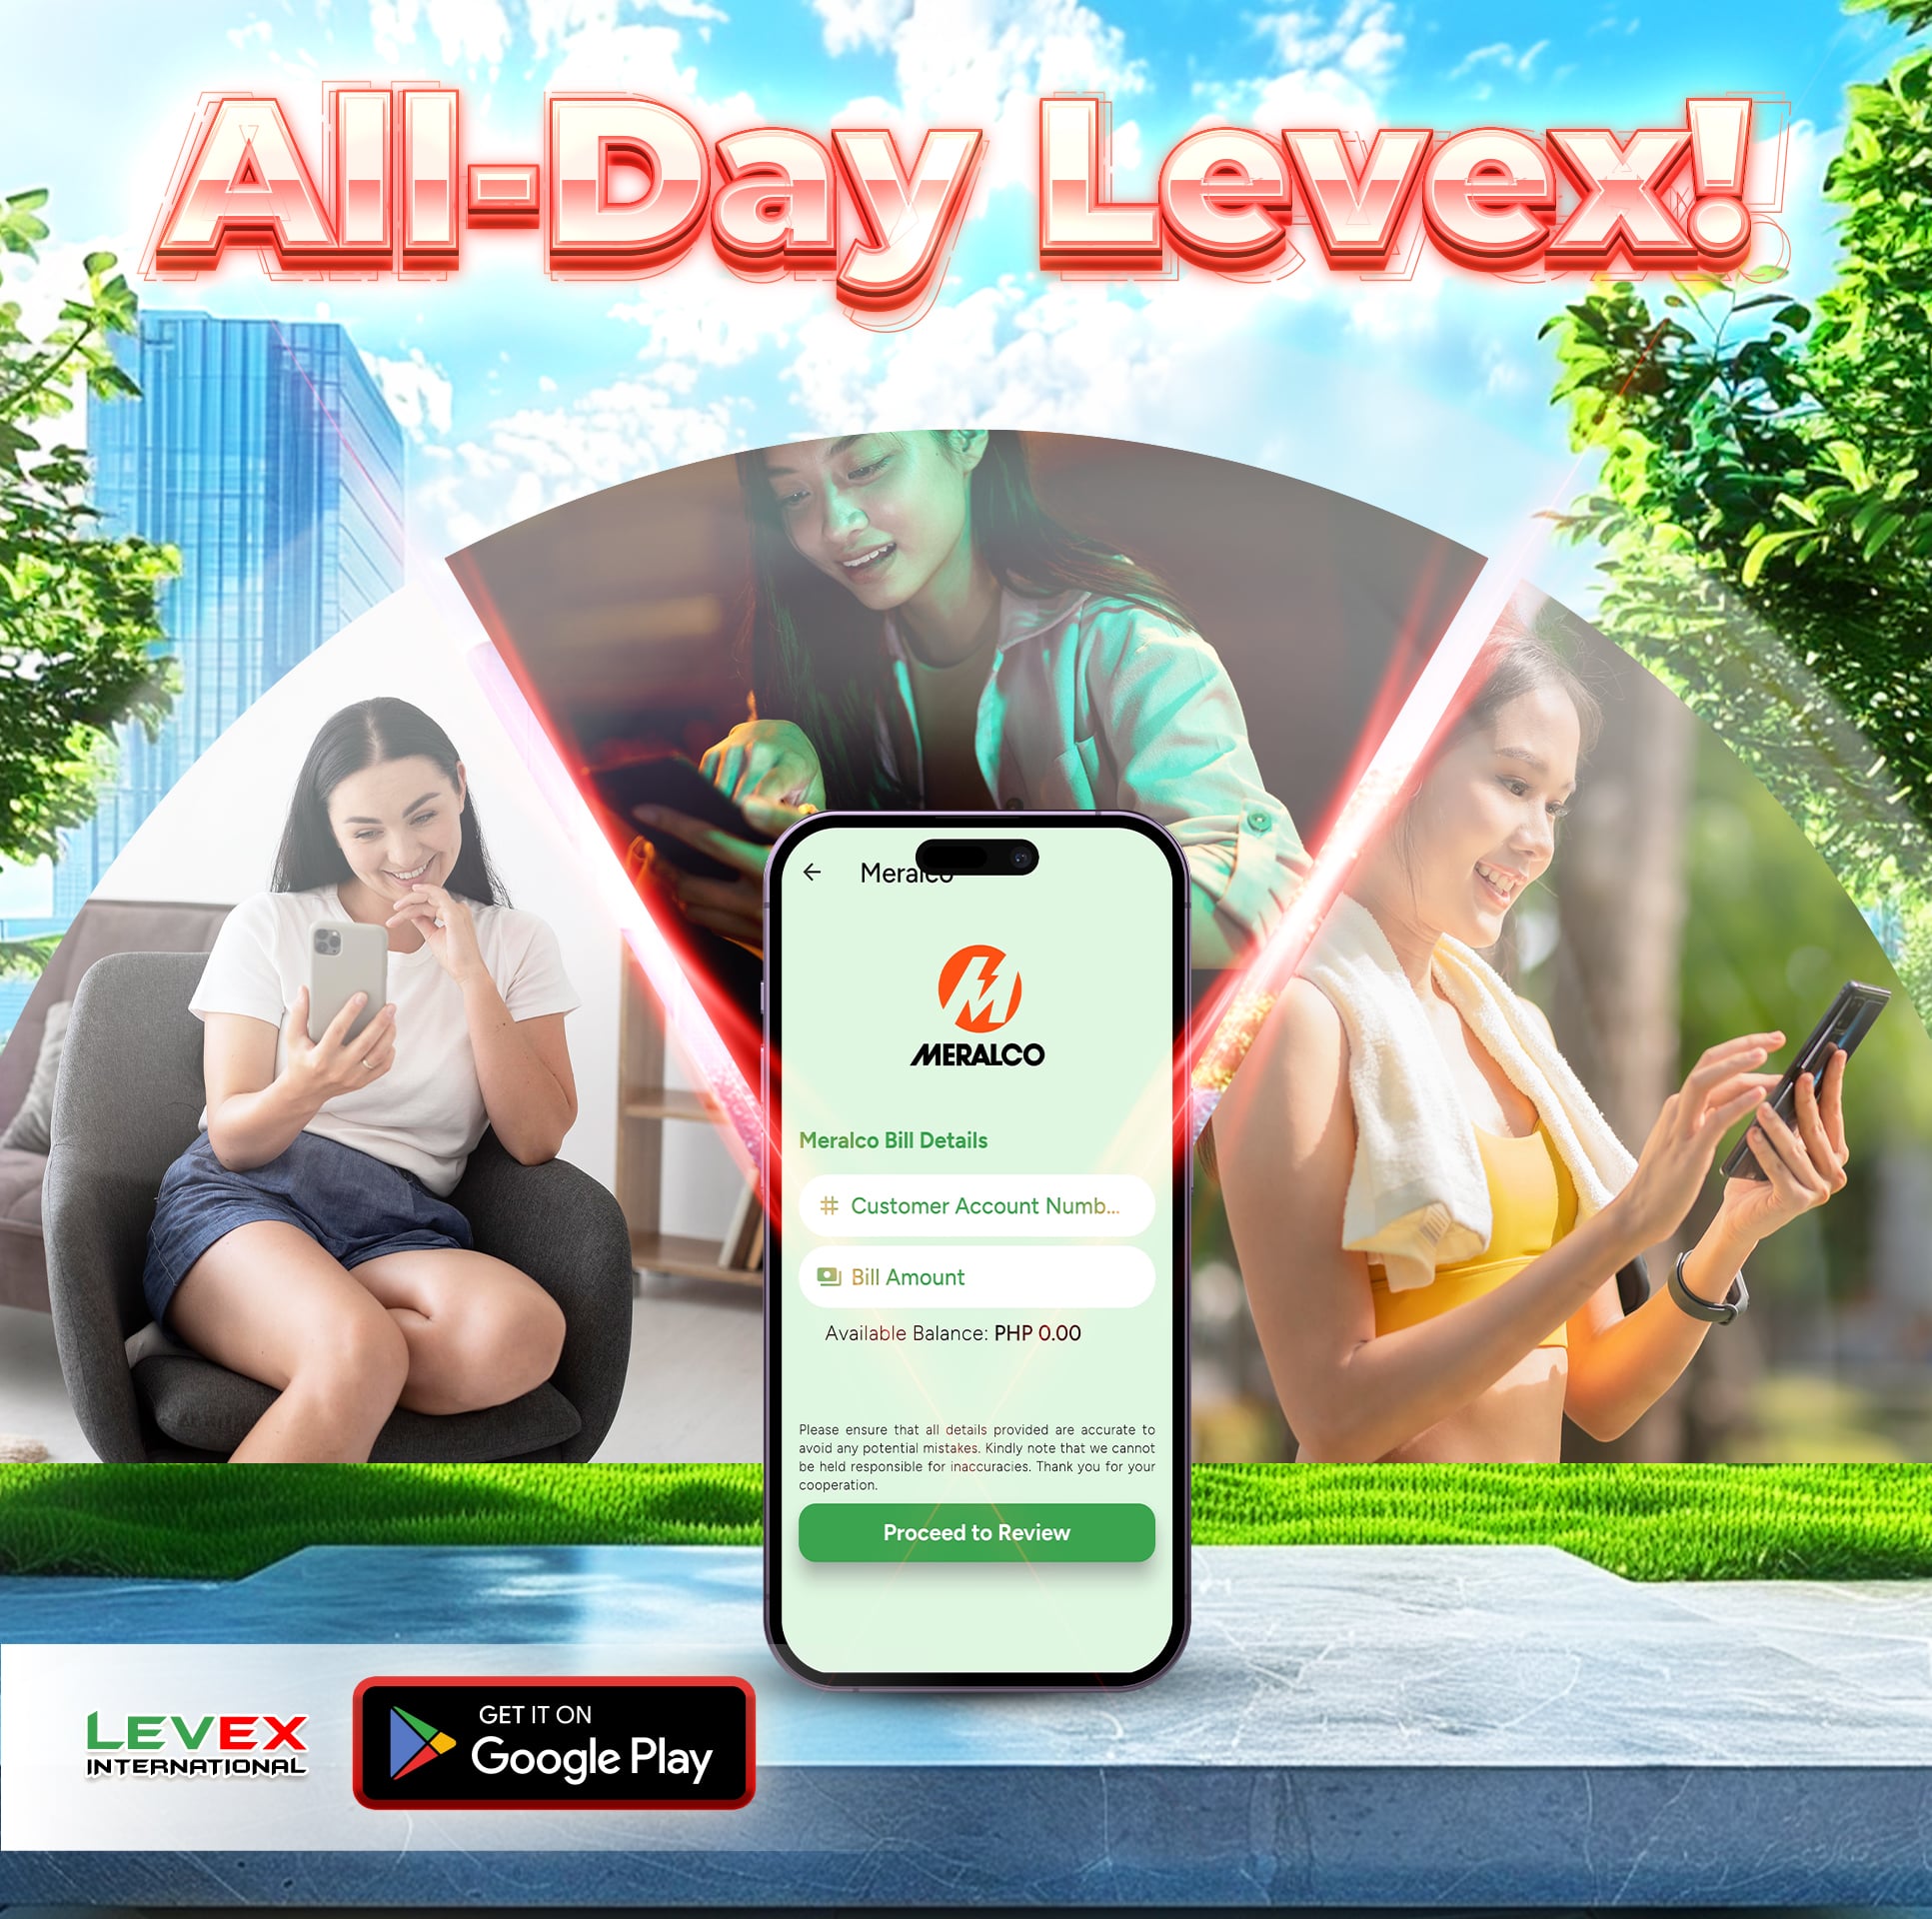 All-Day Levex!
Meralco
MERALCO
Meralco Bill Details
# Customer Account Numb...
Bill Amount
Available Balance: PHP 0.00
Please ensure that all details provided are accurate to
avoid any potential mistakes. Kindly note that we cannot
be held responsible for inaccuracies. Thank you for your
cooperation.
Proceed to Review
LEVEX
INTERNATIONAL
GET IT ON
Google Play